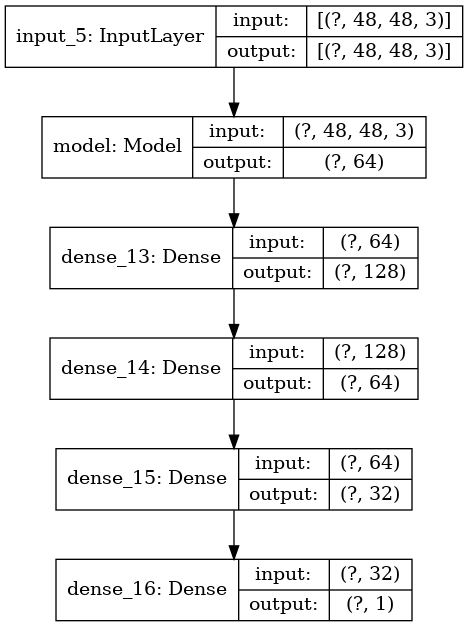 input_5: InputLayer
input:
[(?, 48, 48, 3)]
output:
[(?, 48, 48, 3)]
model: Model
input:
(?, 48, 48, 3)
output:
(?, 64)
dense_13: Dense
input:
(?, 64)
output:
(?, 128)
dense_14: Dense
input:
(?, 128)
output:
(?, 64)
dense_15: Dense
input:
(?, 64)
output:
(?, 32)
dense_16: Dense
input:
(?, 32)
output:
(?, 1)